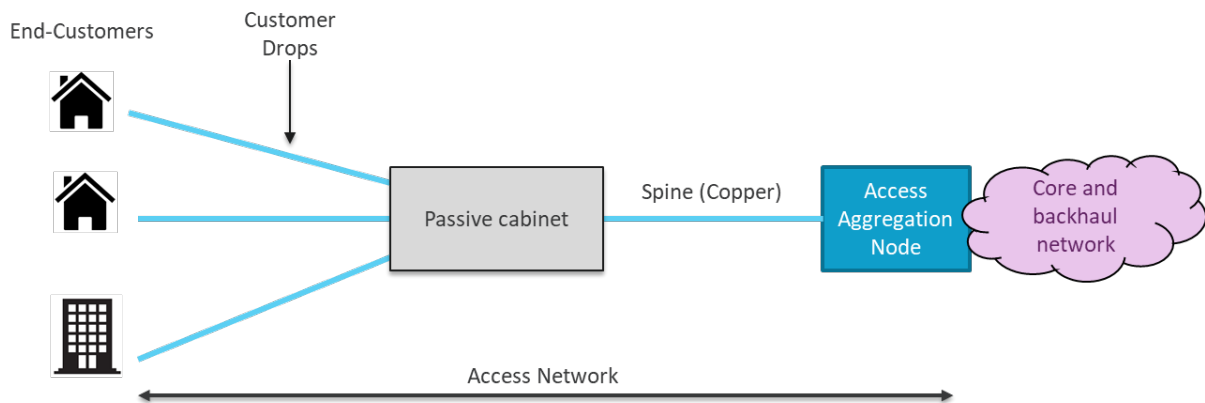 End-Customers
Customer
Drops
Passive cabinet
Spine (Copper)
Access
Aggregation
Node
Core and
backhaul
network
Access Network